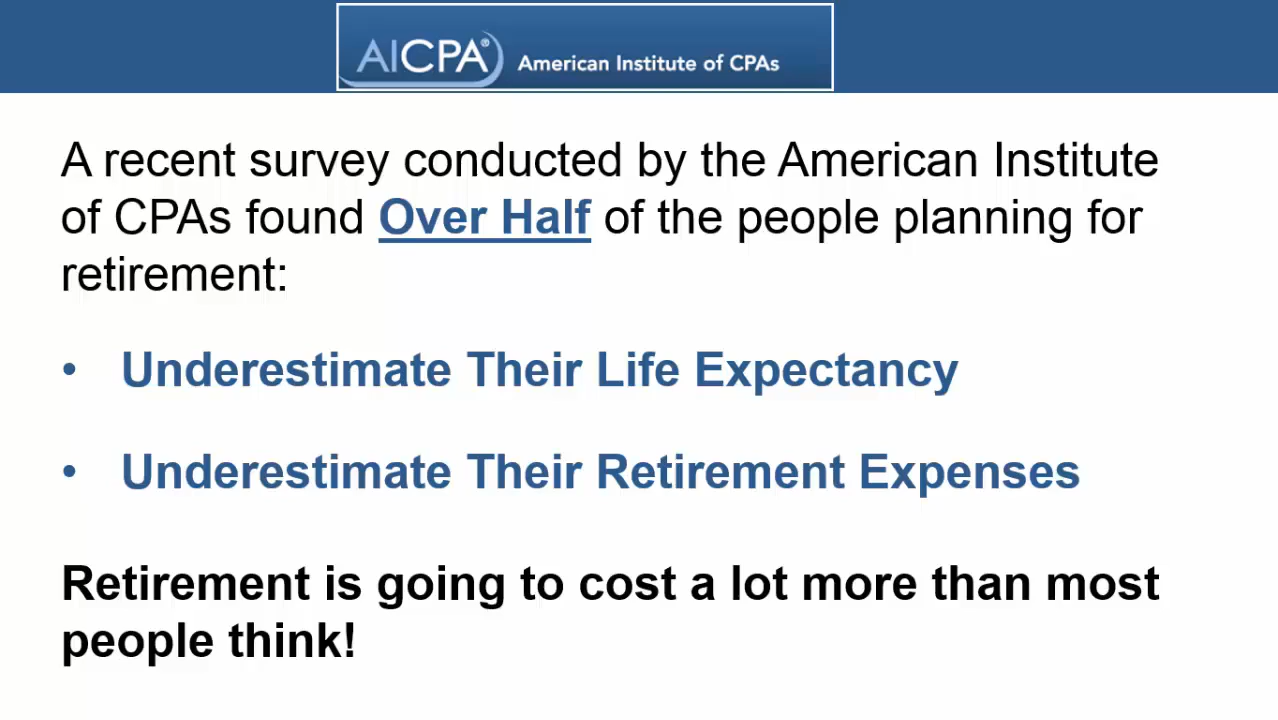 AICPA® American Institute of CPAs
A recent survey conducted by the American Institute
of CPAs found Over Half of the people planning for
retirement:
• Underestimate Their Life Expectancy
• Underestimate Their Retirement Expenses
Retirement is going to cost a lot more than most
people think!